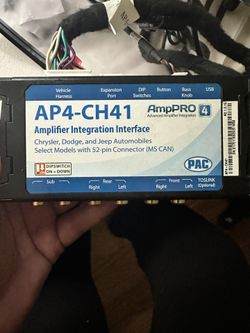 AP4
Vehicle Harness
Expansion Port
DIP Switches
Button
Bass Knob
USB
AP4-CH41
AmpPRO 4
Advanced Amplifier Integration
Amplifier Integration Interface
Chrysler, Dodge, and Jeep Automobiles
Select Models with 52-pin Connector (MS CAN)
PAC
DIPSWITCH
ON = DOWN
Sub
Rear
Right Left
Front
Right Left
TOSLINK
(Optional)